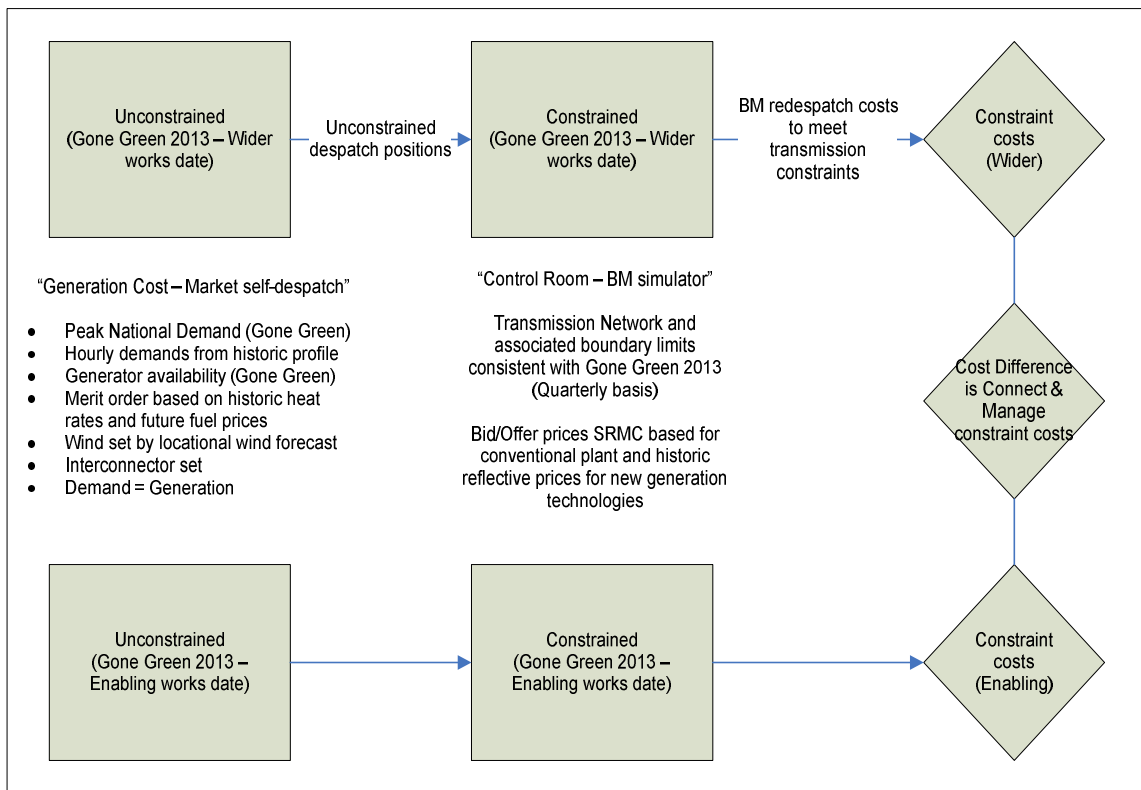 Unconstrained
(Gone Green 2013 – Wider
works date)
Unconstrained
despatch positions
Constrained
(Gone Green 2013 – Wider
works date)
BM redespatch costs
to meet
transmission
constraints
Constraint
costs
(Wider)
“Generation Cost – Market self-despatch”
• Peak National Demand (Gone Green)
• Hourly demands from historic profile
• Generator availability (Gone Green)
• Merit order based on historic heat
rates and future fuel prices
• Wind set by locational wind forecast
• Interconnector set
• Demand = Generation
“Control Room – BM simulator”
Transmission Network and
associated boundary limits
consistent with Gone Green 2013
(Quarterly basis)
Bid/Offer prices SRMC based for
conventional plant and historic
reflective prices for new generation
technologies
Cost Difference
is Connect &
Manage
constraint costs
Unconstrained
(Gone Green 2013 –
Enabling works date)
Constrained
(Gone Green 2013 –
Enabling works date)
Constraint
costs
(Enabling)